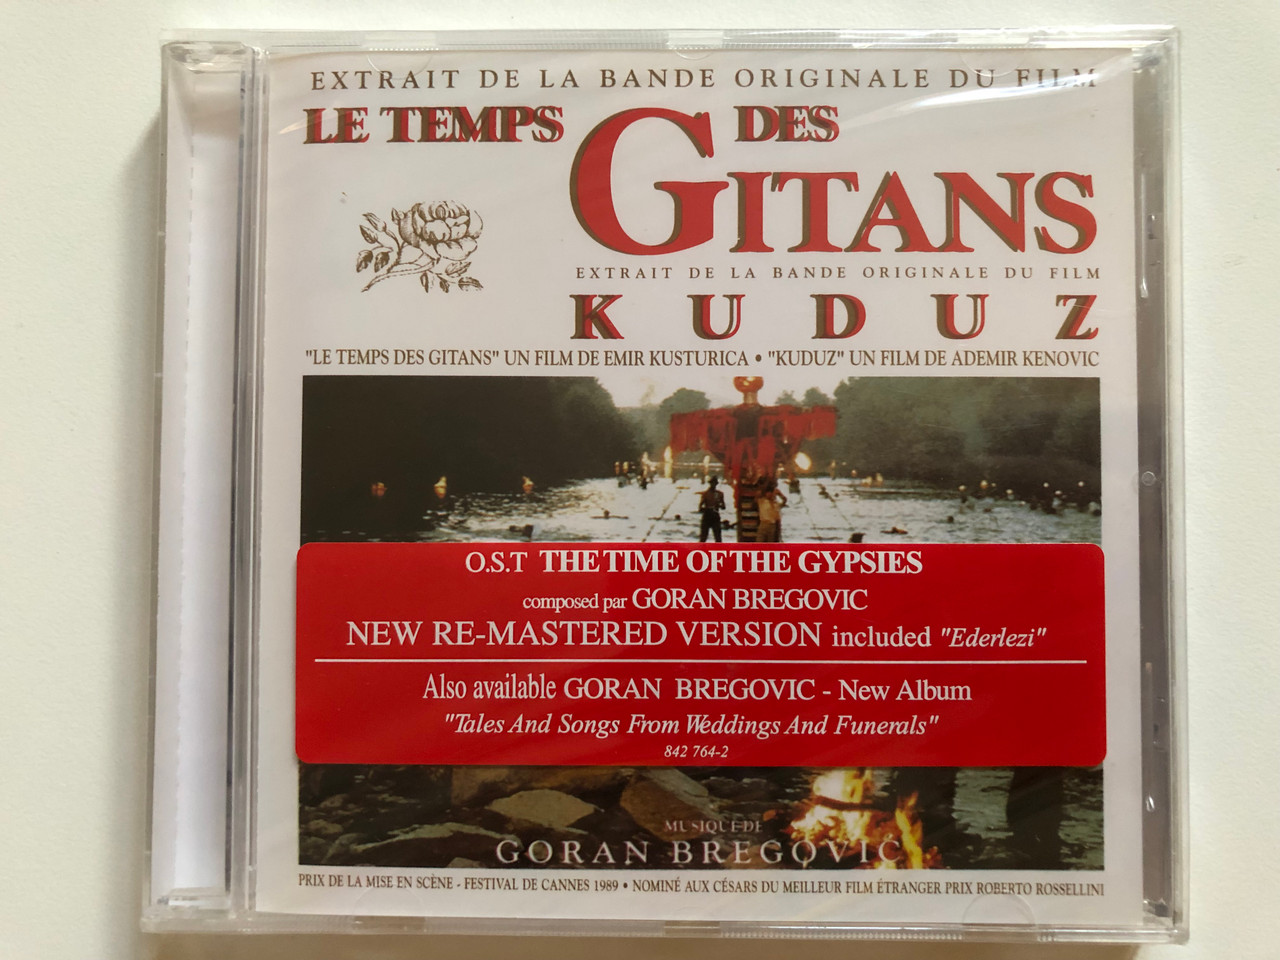 EXTRAIT DE LA BANDE ORIGINALE DU FILM
LE TEMPS DES
GITANS
EXTRAIT DE LA BANDE ORIGINALE DU FILM
KUDUZ
"LE TEMPS DES GITANS" UN FILM DE EMIR KUSTURICA • "KUDUZ" UN FILM DE ADEMIR KENOVIC
O.S.T THE TIME OF THE GYPSIES
composed par GORAN BREGOVIC
NEW RE-MASTERED VERSION included "Ederlezi"
Also available GORAN BREGOVIC - New Album
"Tales And Songs From Weddings And Funerals"
842 764-2
MUSIQUE DE
GORAN BREGOVIC
PRIX DE LA MISE EN SCÈNE - FESTIVAL DE CANNES 1989 • NOMINÉ AUX CÉSARS DU MEILLEUR FILM ÉTRANGER PRIX ROBERTO ROSSELLINI